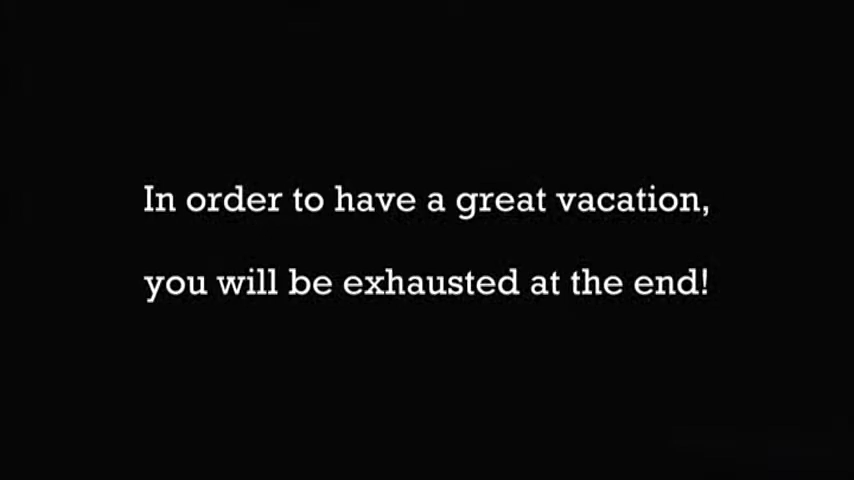 In order to have a great vacation,
you will be exhausted at the end!